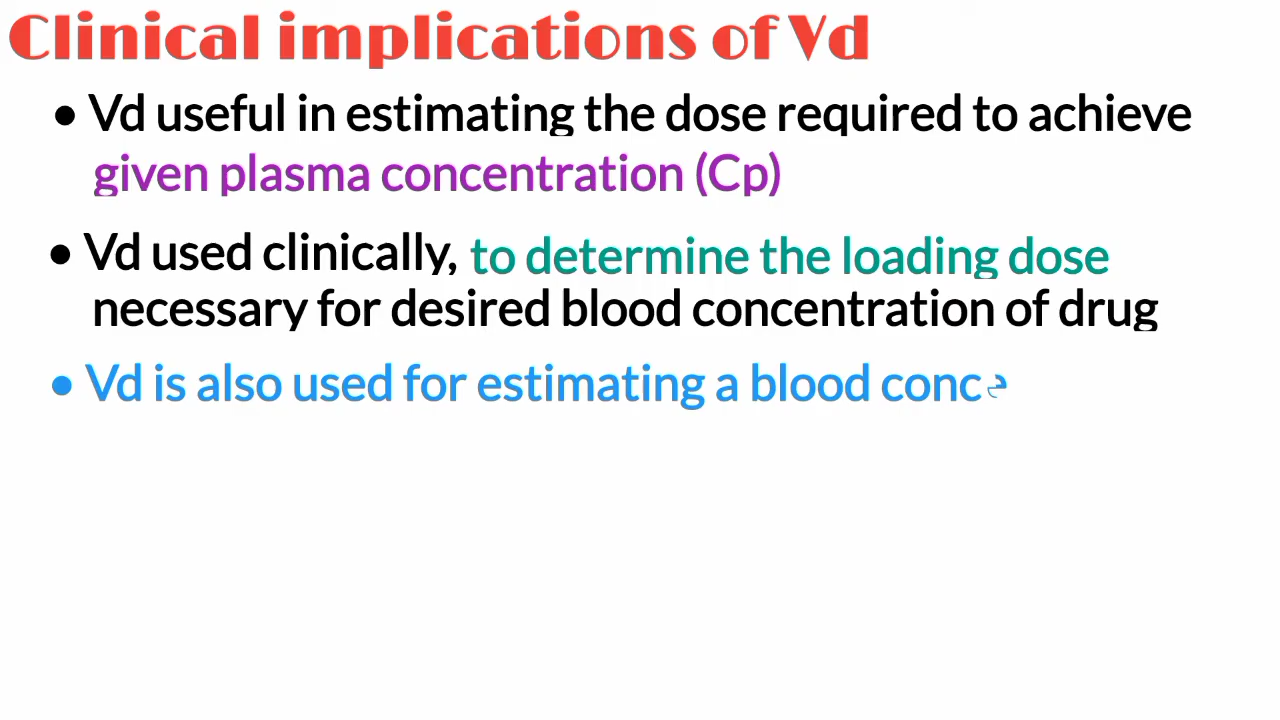 Clinical implications of Vd
• Vd useful in estimating the dose required to achieve
given plasma concentration (Cp)
• Vd used clinically, to determine the loading dose
necessary for desired blood concentration of drug
• Vd is also used for estimating a blood conc